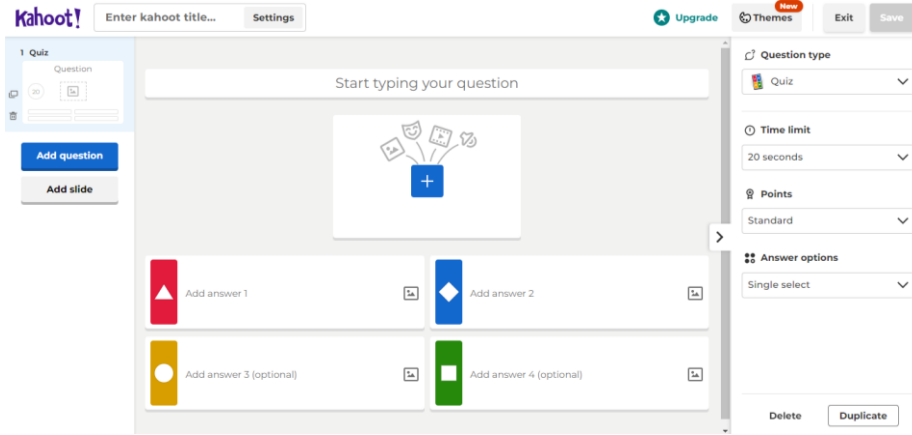 Kahoot!
Enter kahoot title...
Settings
Upgrade
New
Themes
Exit
Save
1 Quiz
Question
20
Add question
Add slide
Start typing your question
Add answer 1
Add answer 2
Add answer 3 (optional)
Add answer 4 (optional)
Question type
Quiz
Time limit
20 seconds
Points
Standard
Answer options
Single select
Delete
Duplicate